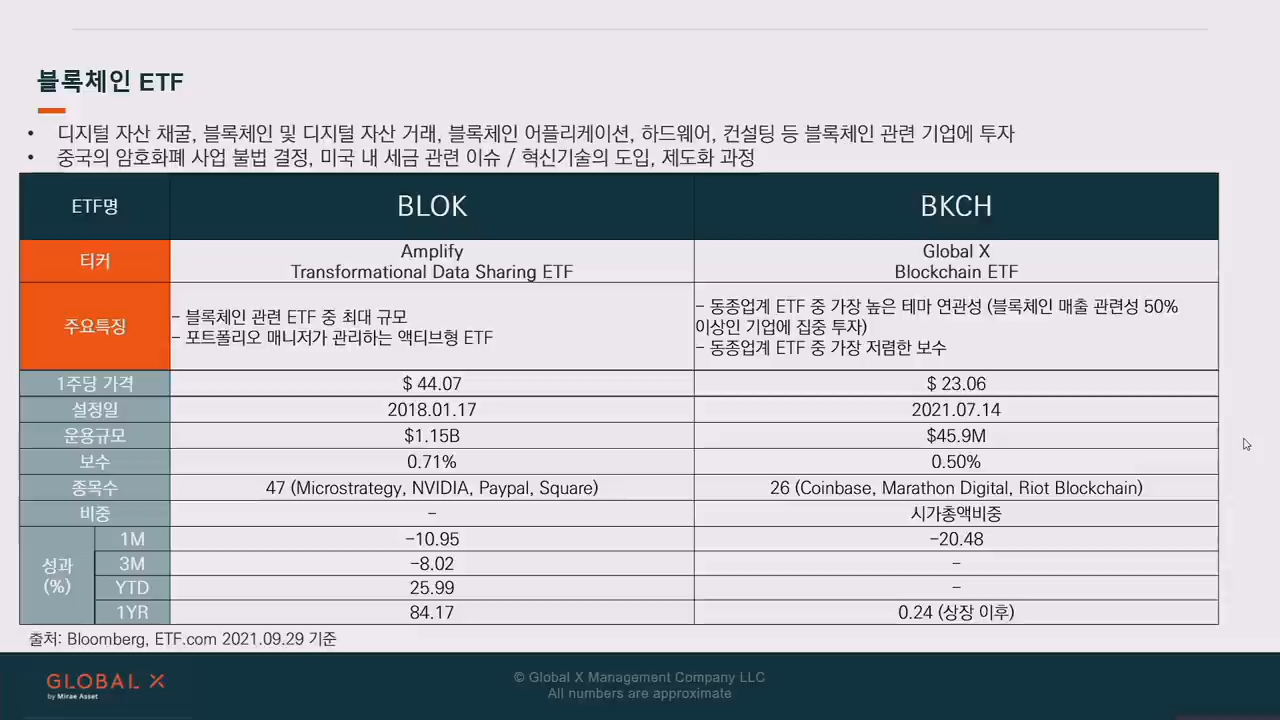 블록체인 ETF
• 디지털 자산 채굴, 블록체인 및 디지털 자산 거래, 블록체인 어플리케이션, 하드웨어, 컨설팅 등 블록체인 관련 기업에 투자
• 중국의 암호화폐 사업 불법 결정, 미국 내 세금 관련 이슈 / 혁신기술의 도입, 제도화 과정
ETF명 BLOK BKCH
티커 Amplify Transformational Data Sharing ETF Global X Blockchain ETF
주요특징
- 블록체인 관련 ETF 중 최대 규모
- 포트폴리오 매니저가 관리하는 액티브형 ETF
- 동종업계 ETF 중 가장 높은 테마 연관성 (블록체인 매출 관련성 50%
이상인 기업에 집중 투자)
- 동종업계 ETF 중 가장 저렴한 보수
1주당 가격 $ 44.07 $ 23.06
설정일 2018.01.17 2021.07.14
운용규모 $1.15B $45.9M
보수 0.71% 0.50%
종목수 47 (Microstrategy, NVIDIA, Paypal, Square) 26 (Coinbase, Marathon Digital, Riot Blockchain)
비중 - 시가총액비중
성과 (%)
1M -10.95 -20.48
3M -8.02 -
YTD 25.99 -
1YR 84.17 0.24 (상장 이후)
출처: Bloomberg, ETF.com 2021.09.29 기준
GLOBAL X
by Mirae Asset
© Global X Management Company LLC
All numbers are approximate